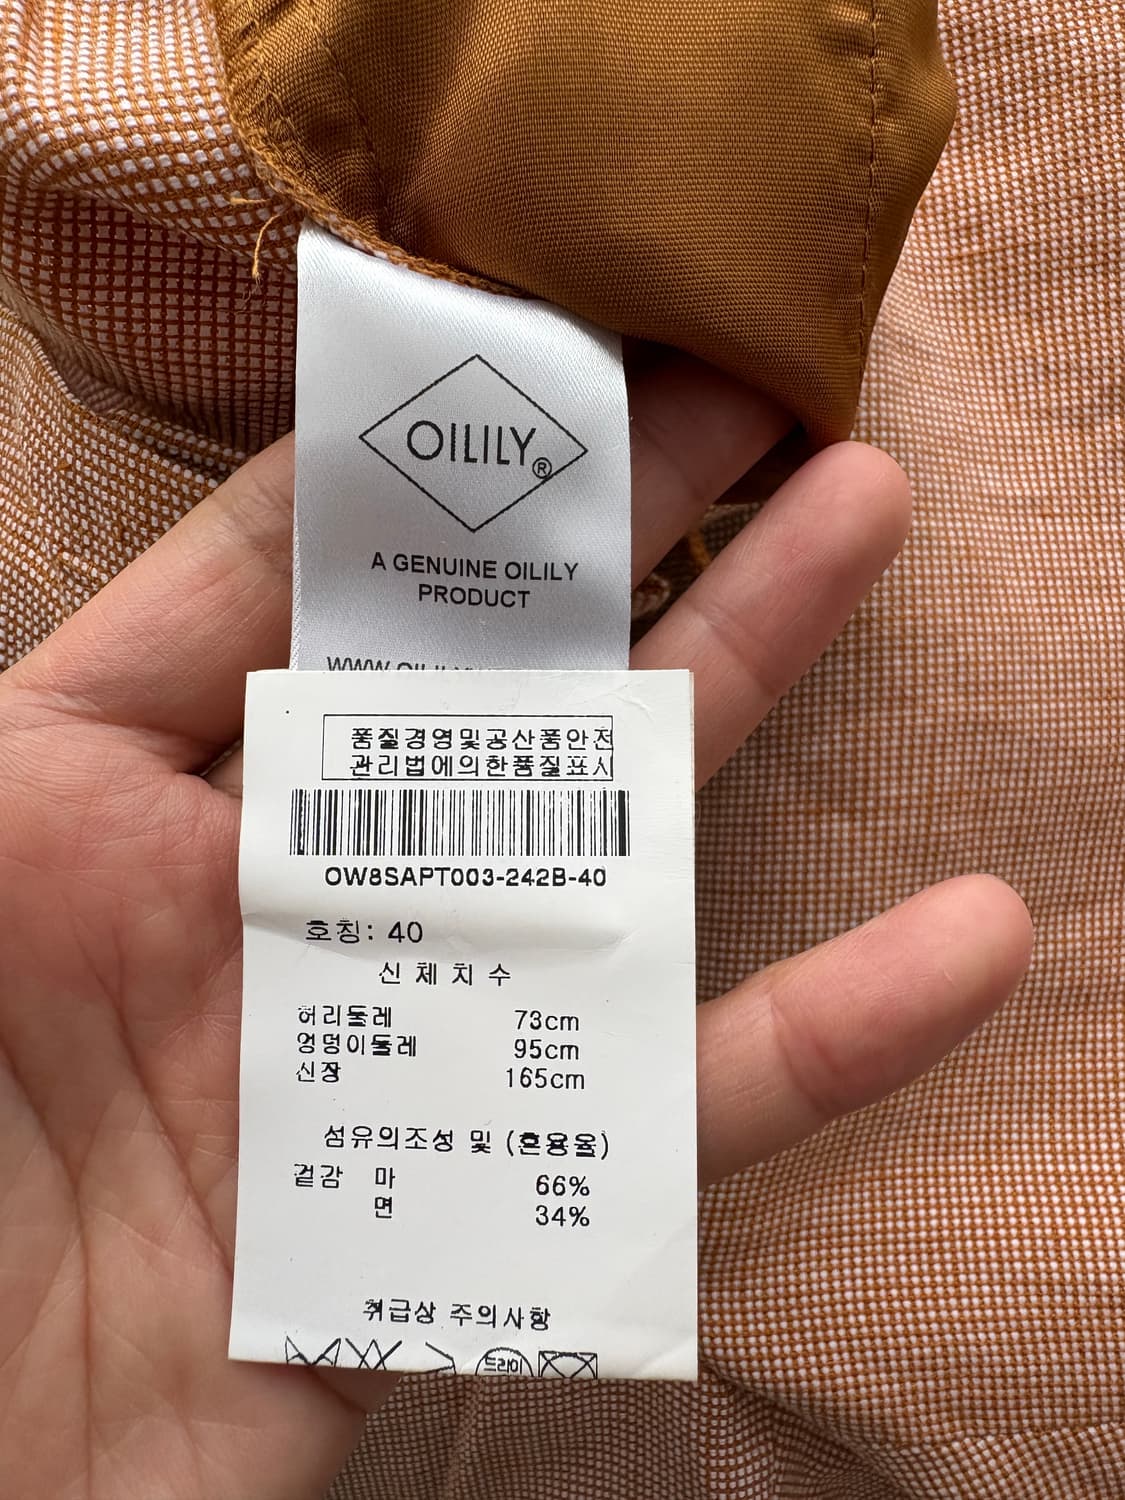 OILILY®
A GENUINE OILILY
PRODUCT
품질경영및공산품안전
관리법에의한품질표시
OW8SAPT003-242B-40
호칭: 40
신체치수
허리둘레 73cm
엉덩이둘레 95cm
신장 165cm
섬유의조성 및 (혼용율)
겉감 마 66%
면 34%
취급상 주의사항
드라이